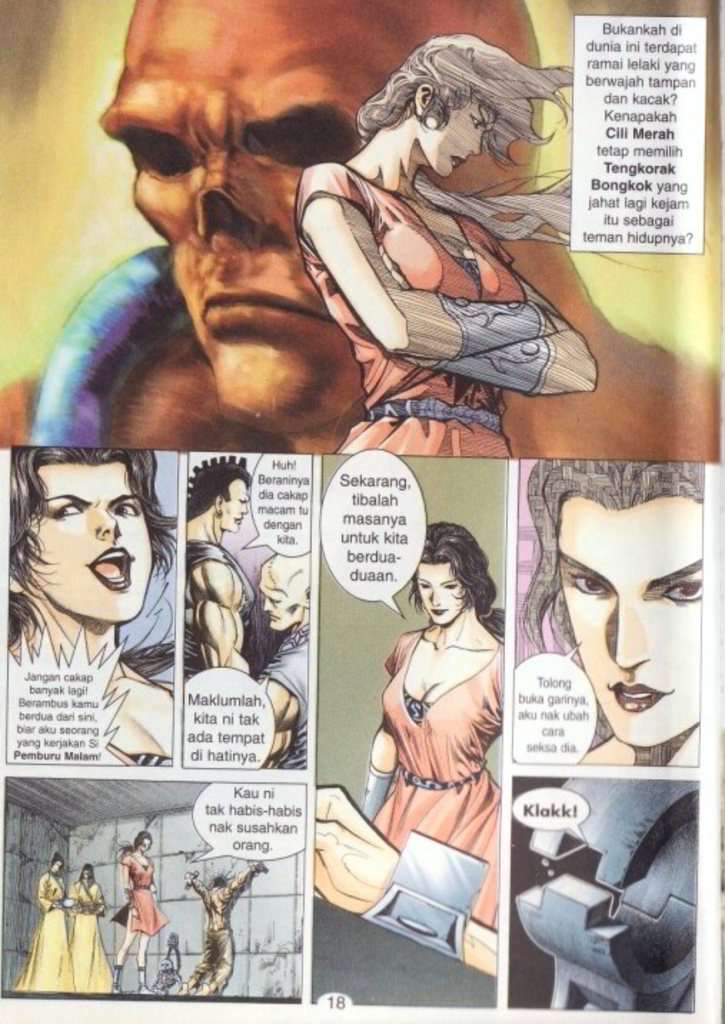 Bukankah di
dunia ini terdapat
ramai lelaki yang
berwajah tampan
dan kacak?
Kenapakah
Cili Merah
tetap memilih
Tengkorak
Bongkok yang
jahat lagi kejam
itu sebagai
teman hidupnya?
Jangan cakap
banyak lagi!
Berambus kamu
berdua dari sini,
biar aku seorang
yang kerjakan Si
Pemburu Malam!
Huh!
Beraninya
dia cakap
macam tu
dengan
kita.
Maklumlah,
kita ni tak
ada tempat
di hatinya.
Sekarang,
tibalah
masanya
untuk kita
berdua-
duaan.
Tolong
buka garinya,
aku nak ubah
cara
seksa dia.
Kau ni
tak habis-habis
nak susahkan
orang.
Klakk!
18